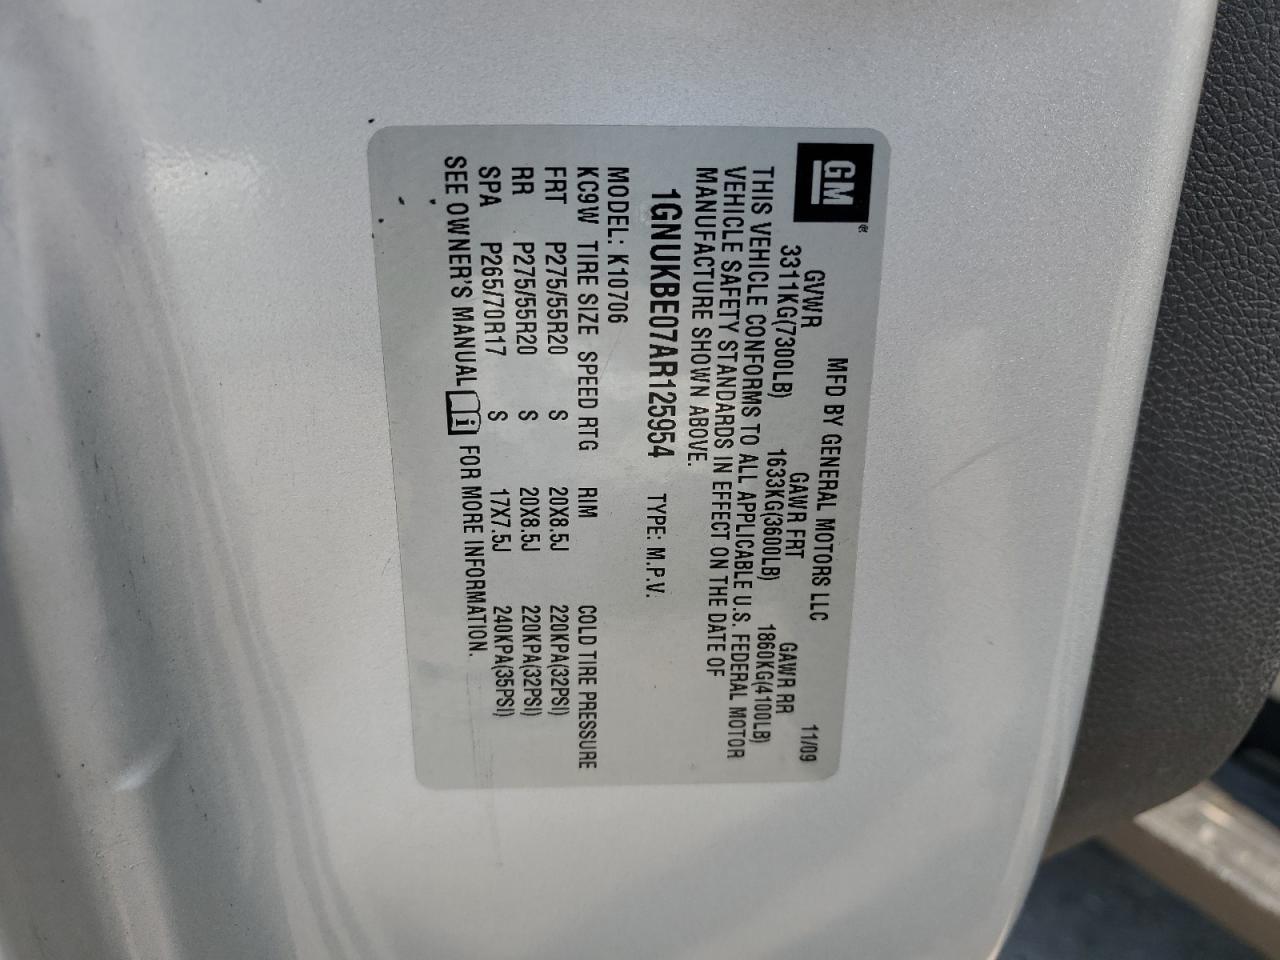 GM
MFD BY GENERAL MOTORS LLC 11/09
GVWR GAWR FRT GAWR RR
3311KG(7300LB) 1633KG(3600LB) 1860KG(4100LB)
THIS VEHICLE CONFORMS TO ALL APPLICABLE U.S. FEDERAL MOTOR
VEHICLE SAFETY STANDARDS IN EFFECT ON THE DATE OF
MANUFACTURE SHOWN ABOVE.
1GNUKBE07AR125954 TYPE: M.P.V.
MODEL: K10706
KC9W TIRE SIZE SPEED RTG RIM COLD TIRE PRESSURE
FRT P275/55R20 S 20X8.5J 220KPA(32PSI)
RR P275/55R20 S 20X8.5J 220KPA(32PSI)
SPA P265/70R17 S 17X7.5J 240KPA(35PSI)
SEE OWNER'S MANUAL i FOR MORE INFORMATION.